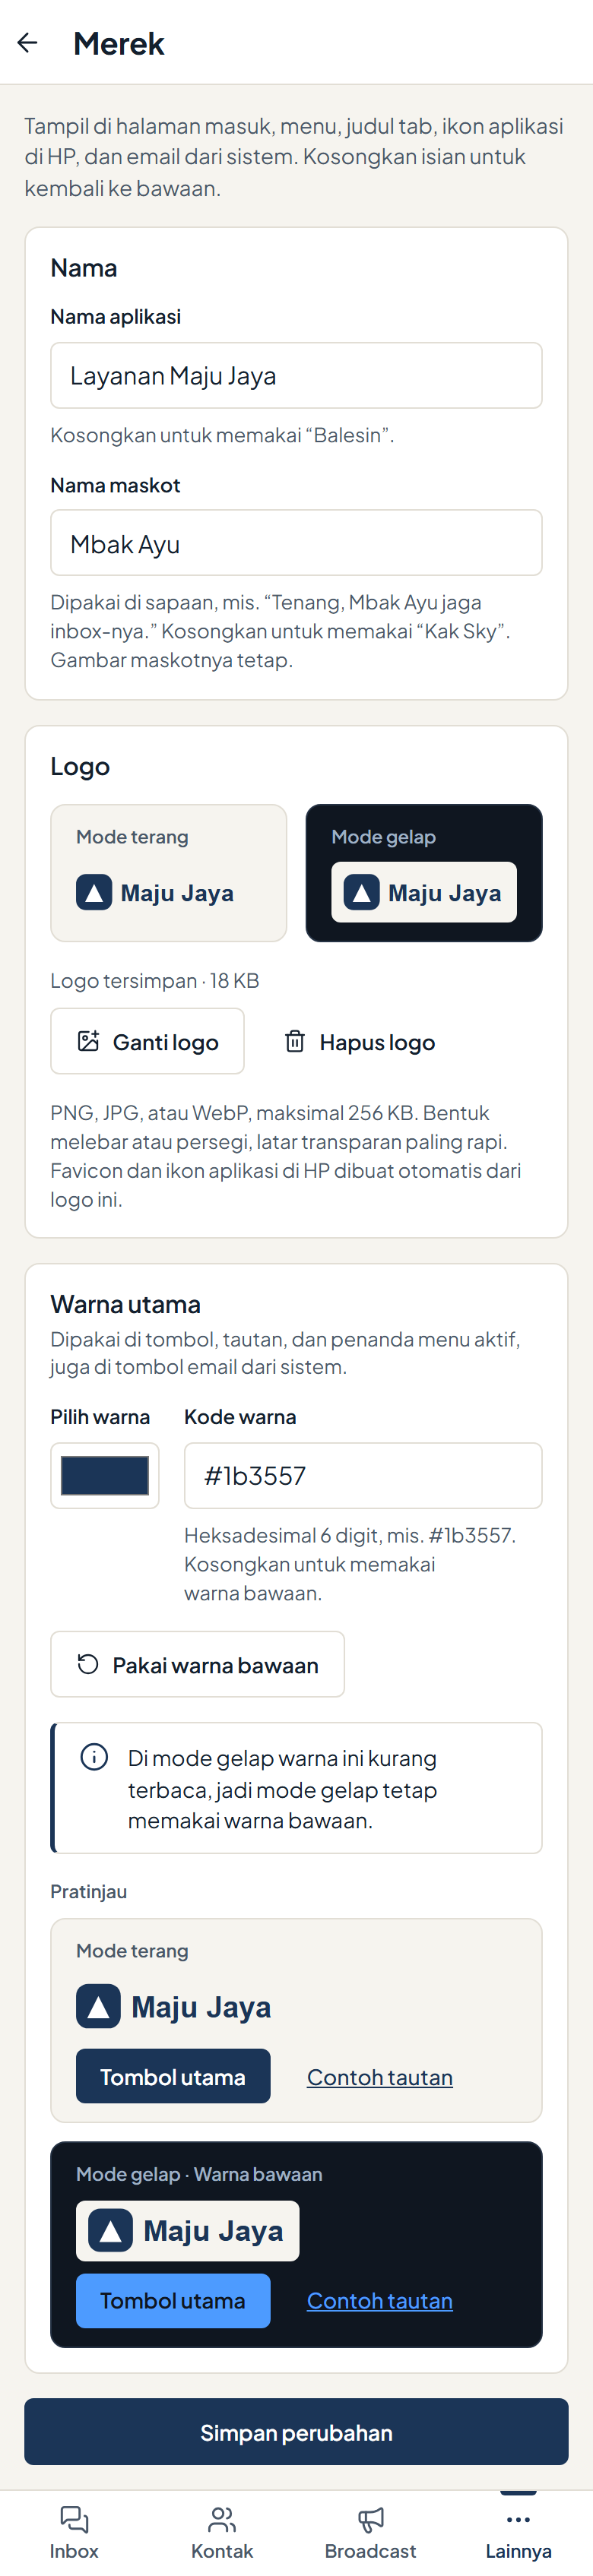 Merek
Tampil di halaman masuk, menu, judul tab, ikon aplikasi
di HP, dan email dari sistem. Kosongkan isian untuk
kembali ke bawaan.
Nama
Nama aplikasi
Layanan Maju Jaya
Kosongkan untuk memakai “Balesin”.
Nama maskot
Mbak Ayu
Dipakai di sapaan, mis. “Tenang, Mbak Ayu jaga
inbox-nya.” Kosongkan untuk memakai “Kak Sky”.
Gambar maskotnya tetap.
Logo
Mode terang
Maju Jaya
Mode gelap
Maju Jaya
Logo tersimpan · 18 KB
Ganti logo
Hapus logo
PNG, JPG, atau WebP, maksimal 256 KB. Bentuk
melebar atau persegi, latar transparan paling rapi.
Favicon dan ikon aplikasi di HP dibuat otomatis dari
logo ini.
Warna utama
Dipakai di tombol, tautan, dan penanda menu aktif,
juga di tombol email dari sistem.
Pilih warna
Kode warna
#1b3557
Heksadesimal 6 digit, mis. #1b3557.
Kosongkan untuk memakai
warna bawaan.
Pakai warna bawaan
Di mode gelap warna ini kurang
terbaca, jadi mode gelap tetap
memakai warna bawaan.
Pratinjau
Mode terang
Maju Jaya
Tombol utama
Contoh tautan
Mode gelap · Warna bawaan
Maju Jaya
Tombol utama
Contoh tautan
Simpan perubahan
Inbox
Kontak
Broadcast
Lainnya